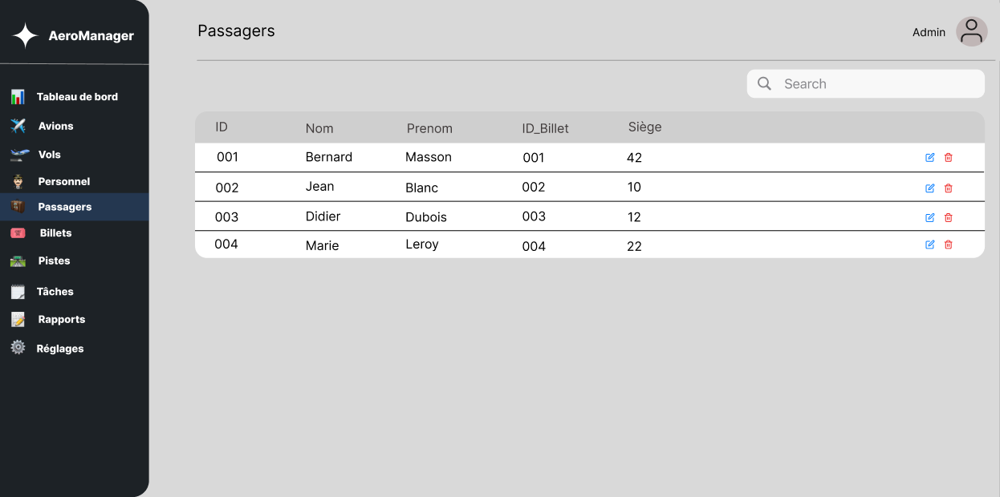 AeroManager
Passagers
Admin
Search
Tableau de bord
Avions
Vols
Personnel
Passagers
Billets
Pistes
Tâches
Rapports
Réglages
ID Nom Prenom ID_Billet Siège
001 Bernard Masson 001 42
002 Jean Blanc 002 10
003 Didier Dubois 003 12
004 Marie Leroy 004 22